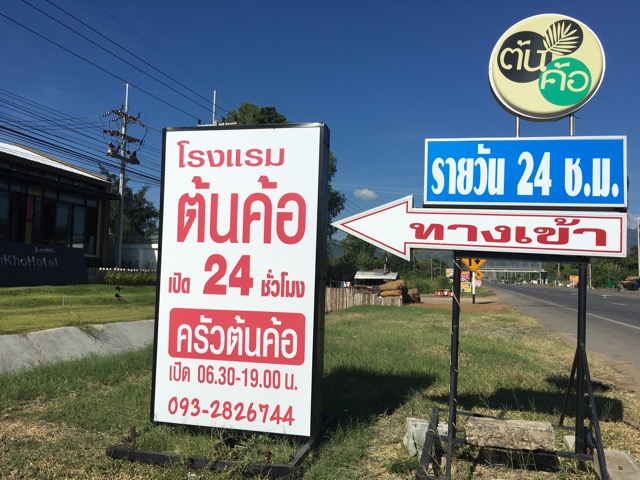 โรงแรม
ต้นค้อ
เปิด 24 ชั่วโมง
ครัวต้นค้อ
เปิด 06.30-19.00 น.
093-2826744
ต้น
ค้อ
รายวัน 24 ช.ม.
ทางเข้า
nKhoHotel